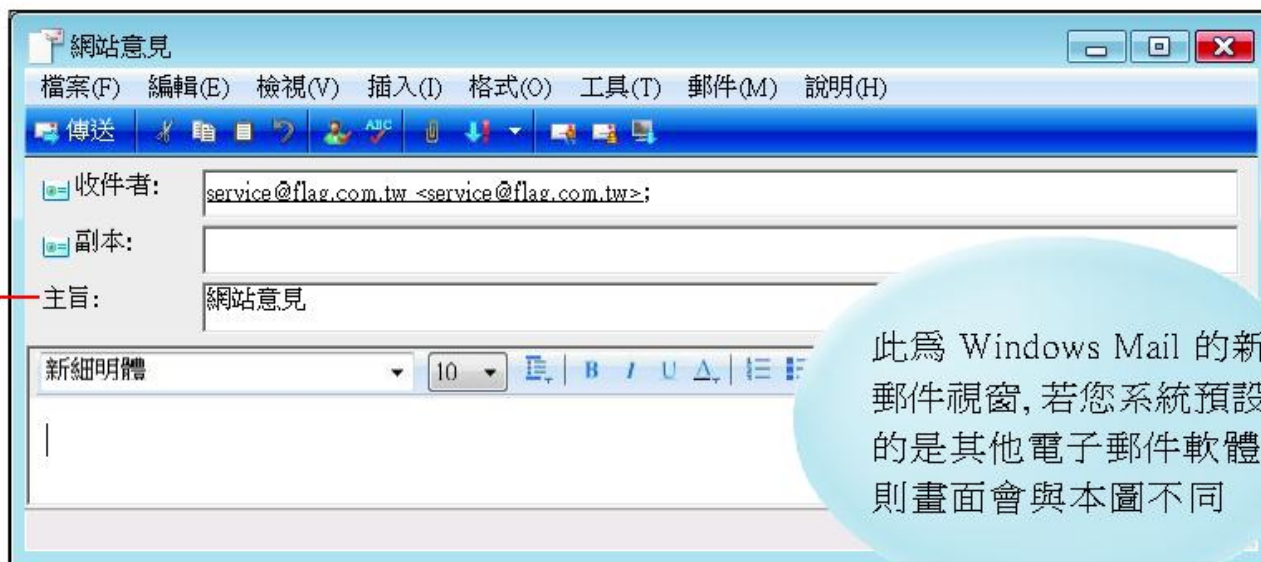 網站意見
檔案(F) 編輯(E) 檢視(V) 插入(I) 格式(O) 工具(T) 郵件(M) 說明(H)
傳送
收件者: service@flag.com.tw <service@flag.com.tw>;
副本:
主旨: 網站意見
新細明體 10 B I U A
此為 Windows Mail 的新
郵件視窗, 若您系統預設
的是其他電子郵件軟體
則畫面會與本圖不同